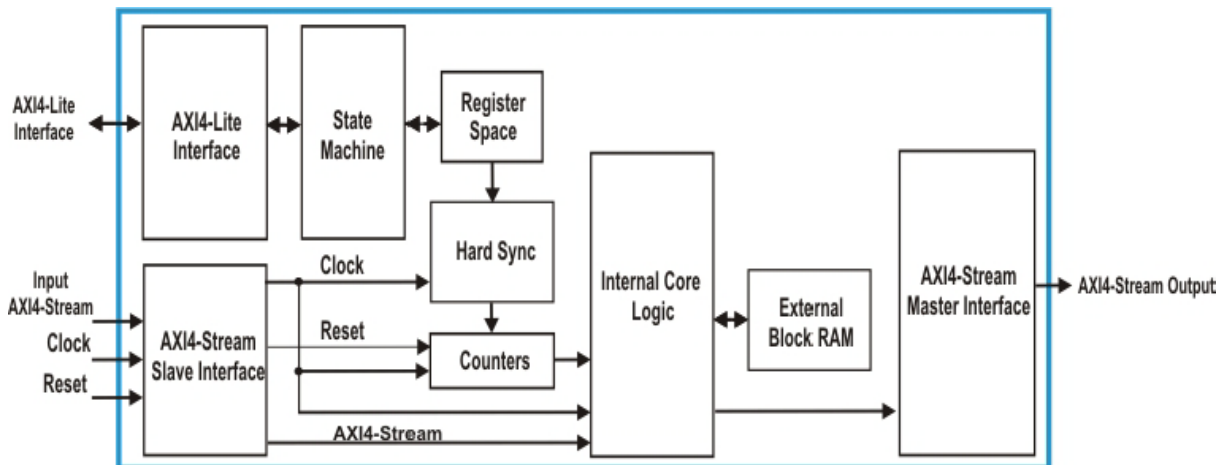 AXI4-Lite
Interface
AXI4-Lite
Interface
State
Machine
Register
Space
Hard Sync
Clock
Input
AXI4-Stream
Clock
Reset
AXI4-Stream
Slave Interface
Reset
Counters
AXI4-Stream
Internal Core
Logic
External
Block RAM
AXI4-Stream
Master Interface
AXI4-Stream Output